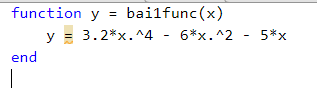 function y = bai1func(x)
    y = 3.2*x.^4 - 6*x.^2 - 5*x
end